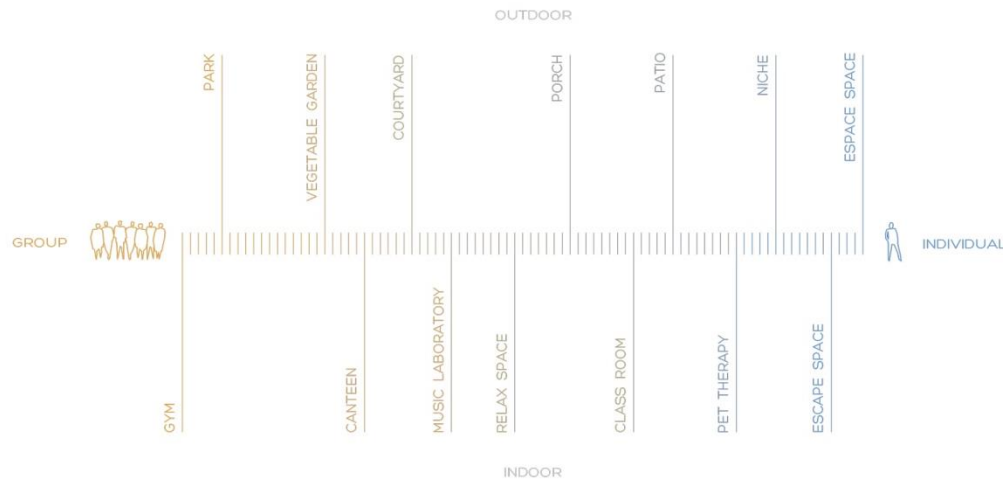 OUTDOOR
PARK
VEGETABLE GARDEN
COURTYARD
PORCH
PATIO
NICHE
ESPACE SPACE
GROUP
INDIVIDUAL
GYM
CANTEEN
MUSIC LABORATORY
RELAX SPACE
CLASS ROOM
PET THERAPY
ESCAPE SPACE
INDOOR